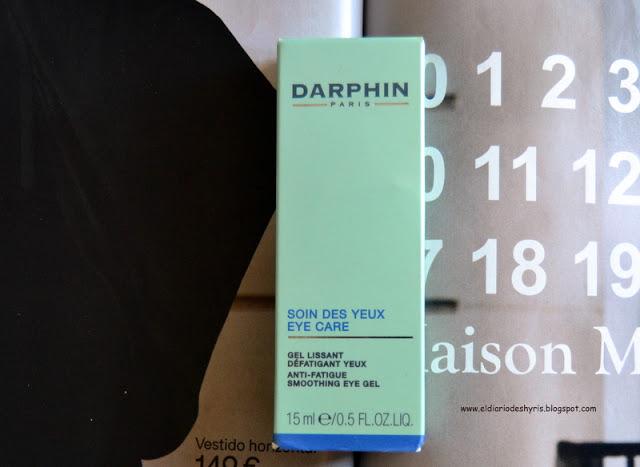 DARPHIN
PARIS
SOIN DES YEUX
EYE CARE
GEL LISSANT
DÉFATIGANT YEUX
ANTI-FATIGUE
SMOOTHING EYE GEL
15 ml e/0.5 FL.OZ.LIQ.
0 1 2 3
0 11 12
7 18 19
Maison M
www.eldiariodeshyris.blogspot.com
Vestido horizontal
149 €